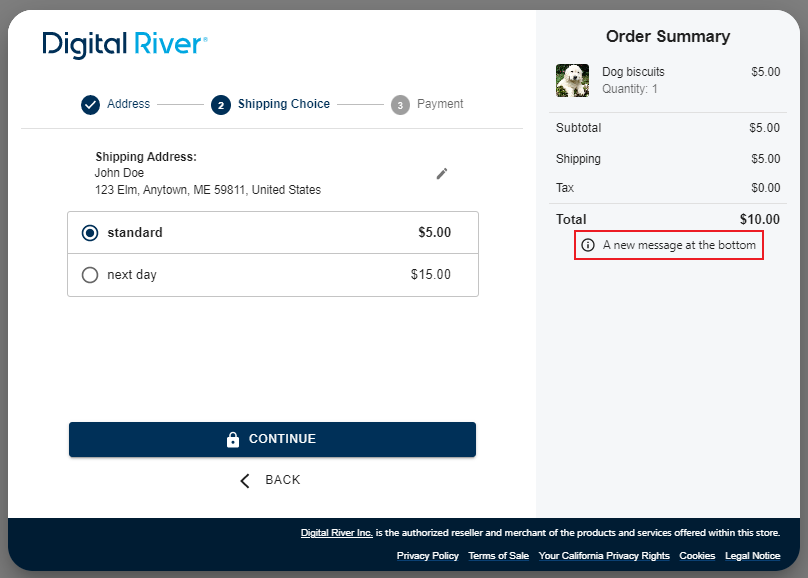 Digital River®
Address
2 Shipping Choice
3 Payment
Shipping Address:
John Doe
123 Elm, Anytown, ME 59811, United States
standard $5.00
next day $15.00
CONTINUE
BACK
Order Summary
Dog biscuits $5.00
Quantity: 1
Subtotal $5.00
Shipping $5.00
Tax $0.00
Total $10.00
A new message at the bottom
Digital River Inc. is the authorized reseller and merchant of the products and services offered within this store.
Privacy Policy Terms of Sale Your California Privacy Rights Cookies Legal Notice